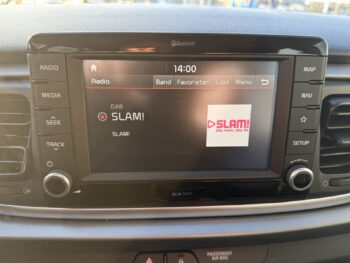 Bluetooth
RADIO
MEDIA
SEEK
TRACK
14:00
Radio
Band Favorieten Lijst Menu
DAB
SLAM!
SLAM!
SLAM!
MAP
NAV
SETUP
PASSENGER
AIR BAG